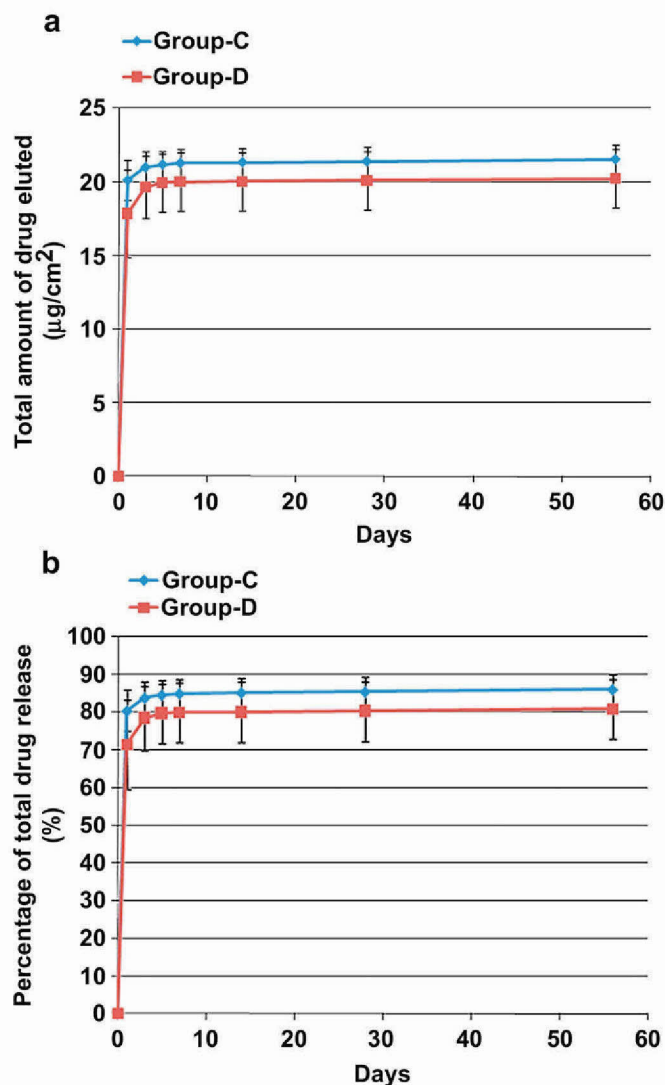 a
Group-C
Group-D
Total amount of drug eluted
(µg/cm²)
25
20
15
10
5
0
0 10 20 30 40 50 60
Days
b
Group-C
Group-D
Percentage of total drug release
(%)
100
90
80
70
60
50
40
30
20
10
0
0 10 20 30 40 50 60
Days